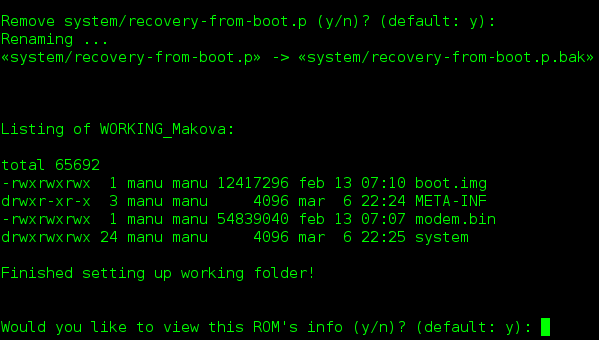 Remove system/recovery-from-boot.p (y/n)? (default: y):
Renaming ...
«system/recovery-from-boot.p» -> «system/recovery-from-boot.p.bak»
Listing of WORKING_Makova:
total 65692
-rwxrwxrwx  1 manu manu 12417296 feb 13 07:10 boot.img
drwxr-xr-x  3 manu manu     4096 mar  6 22:24 META-INF
-rwxrwxrwx  1 manu manu 54839040 feb 13 07:07 modem.bin
drwxrwxrwx 24 manu manu     4096 mar  6 22:25 system
Finished setting up working folder!
Would you like to view this ROM's info (y/n)? (default: y):